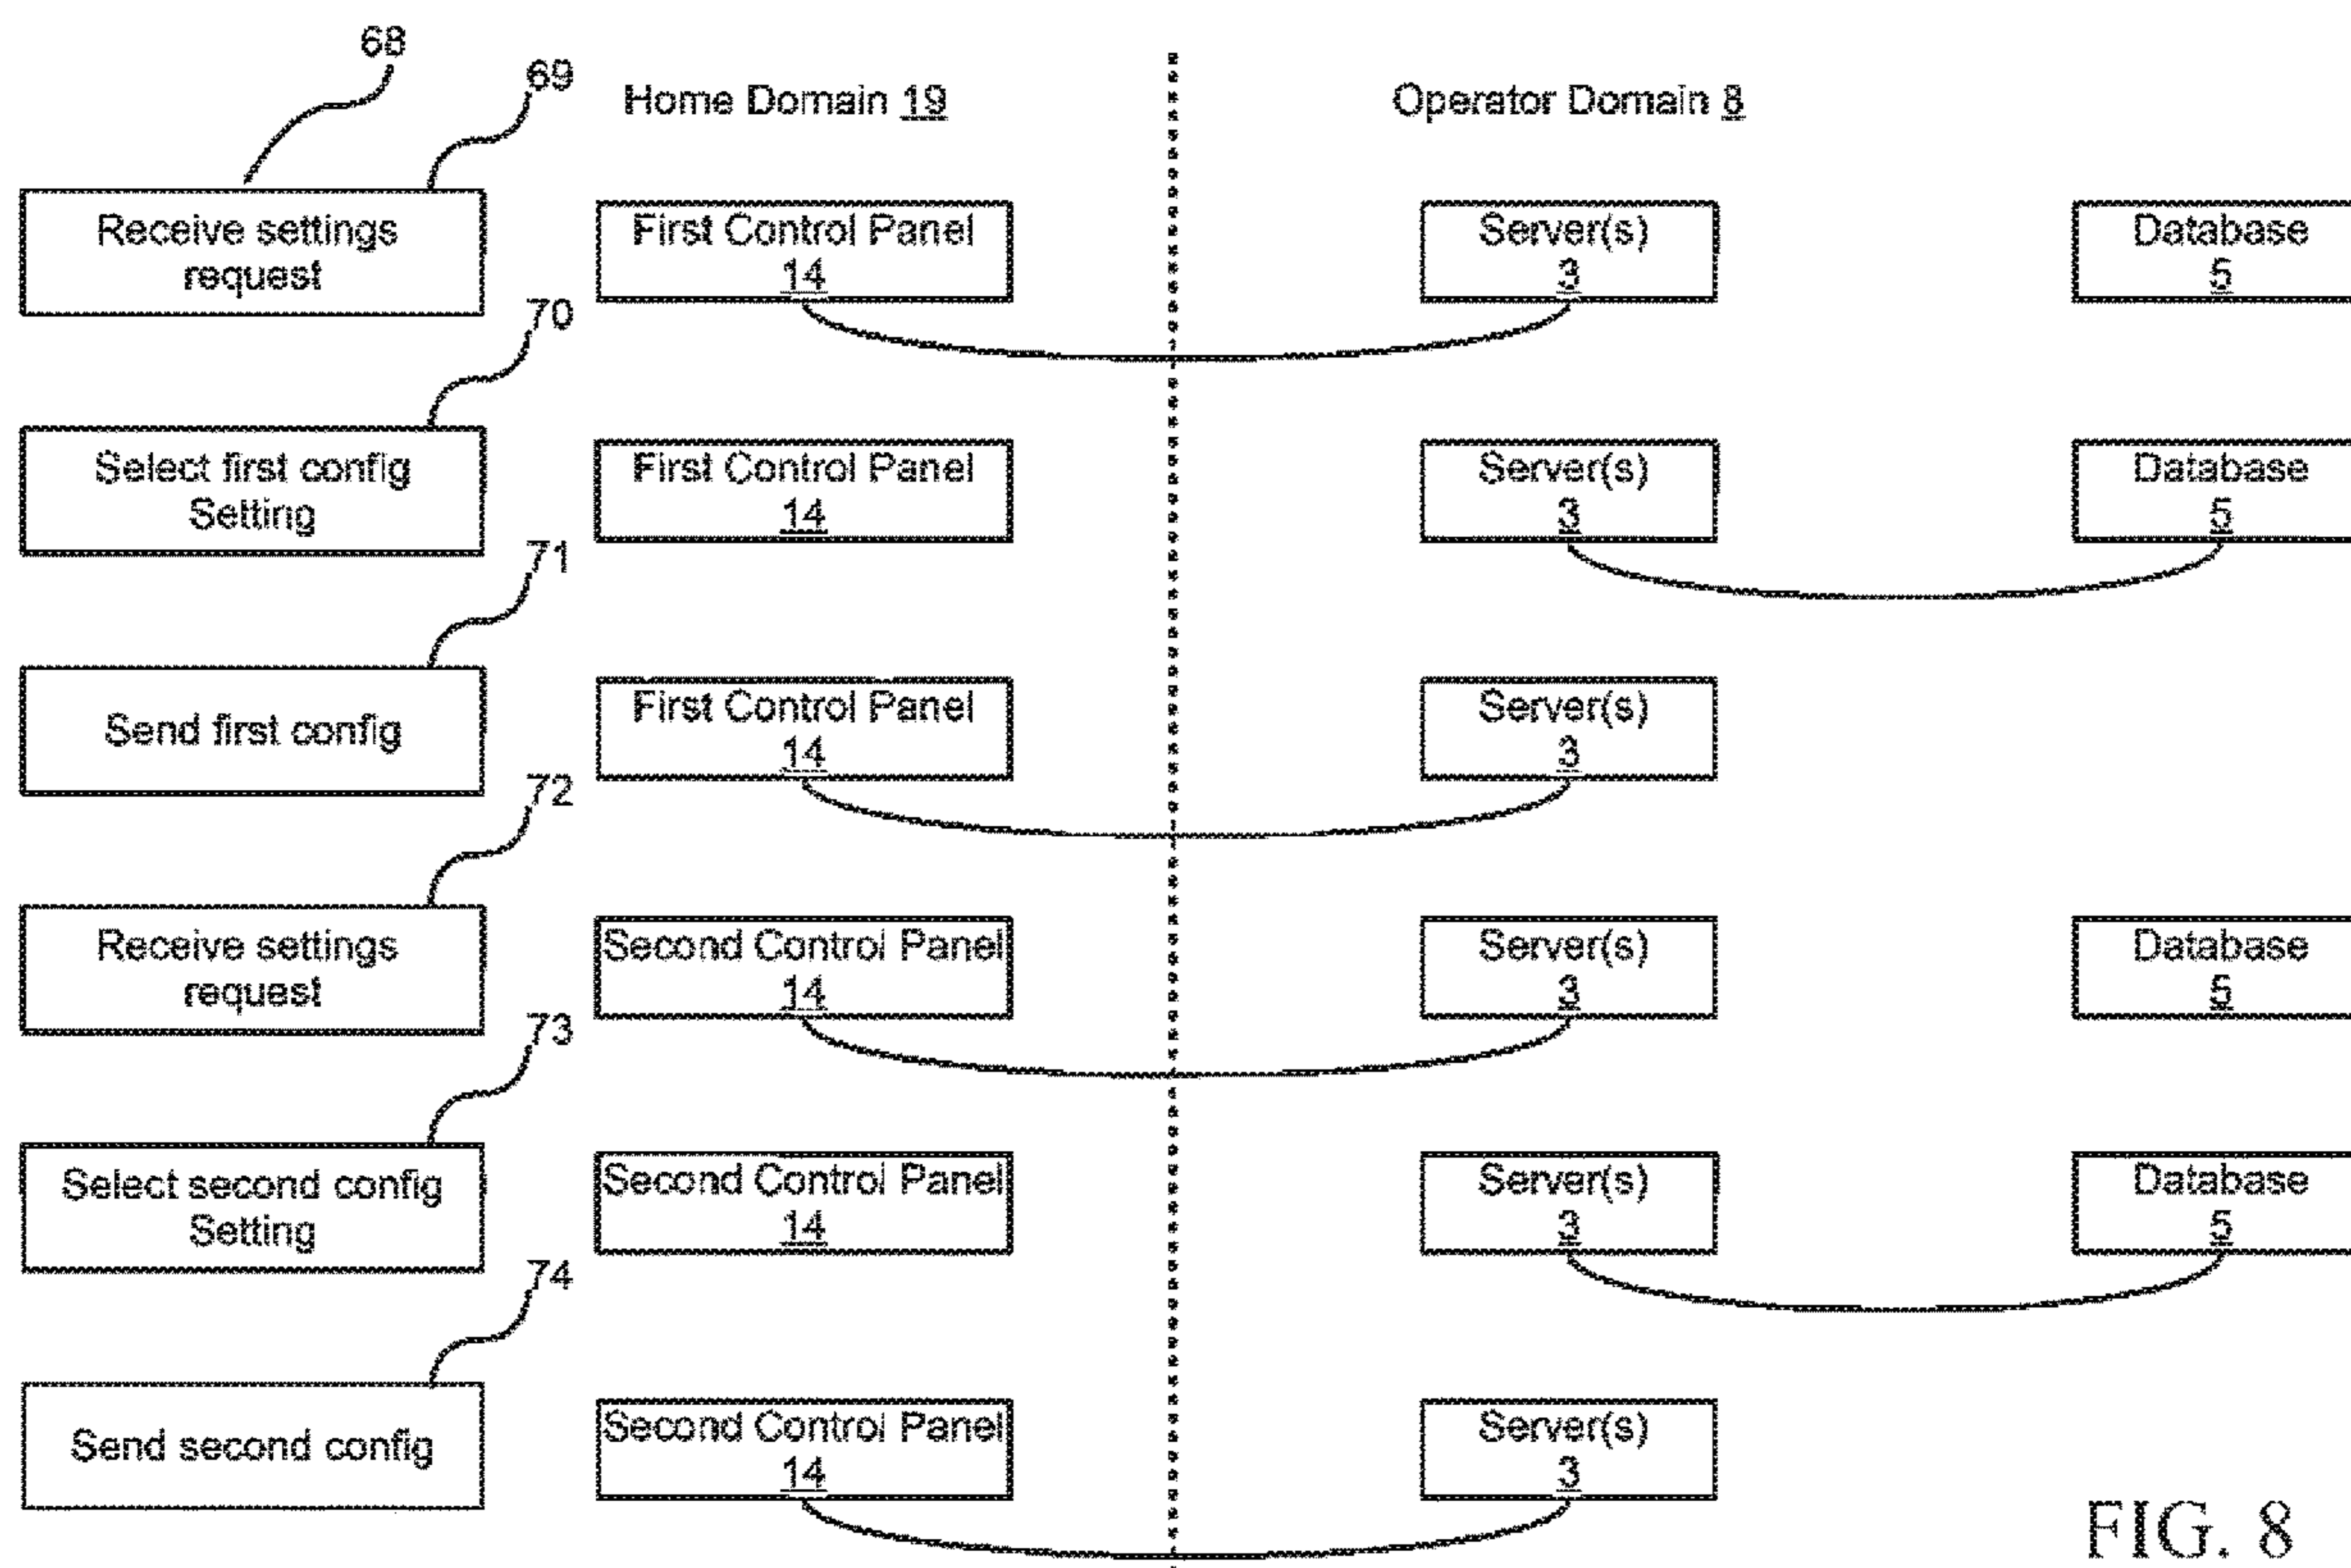 68
69
Home Domain 19
Operator Domain 8
Receive settings
request
First Control Panel
14
Server(s)
3
Database
5
70
Select first config
Setting
First Control Panel
14
Server(s)
3
Database
5
71
Send first config
First Control Panel
14
Server(s)
3
72
Receive settings
request
Second Control Panel
14
Server(s)
3
Database
5
73
Select second config
Setting
Second Control Panel
14
Server(s)
3
Database
5
74
Send second config
Second Control Panel
14
Server(s)
3
FIG. 8